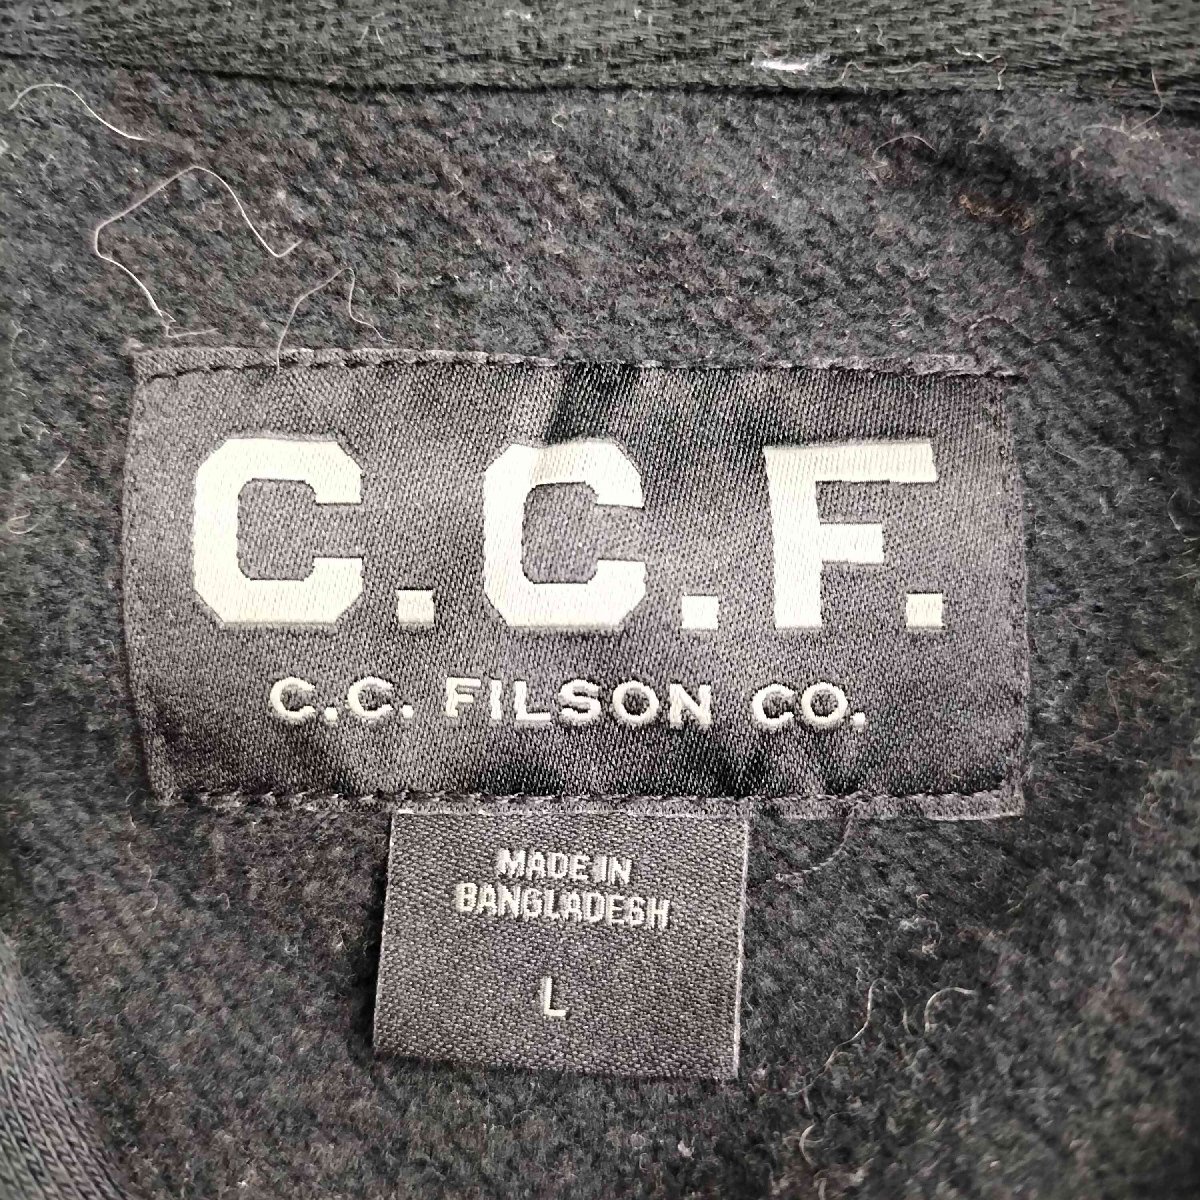 C.C.F.
C.C. FILSON CO.
MADE IN
BANGLADESH
L